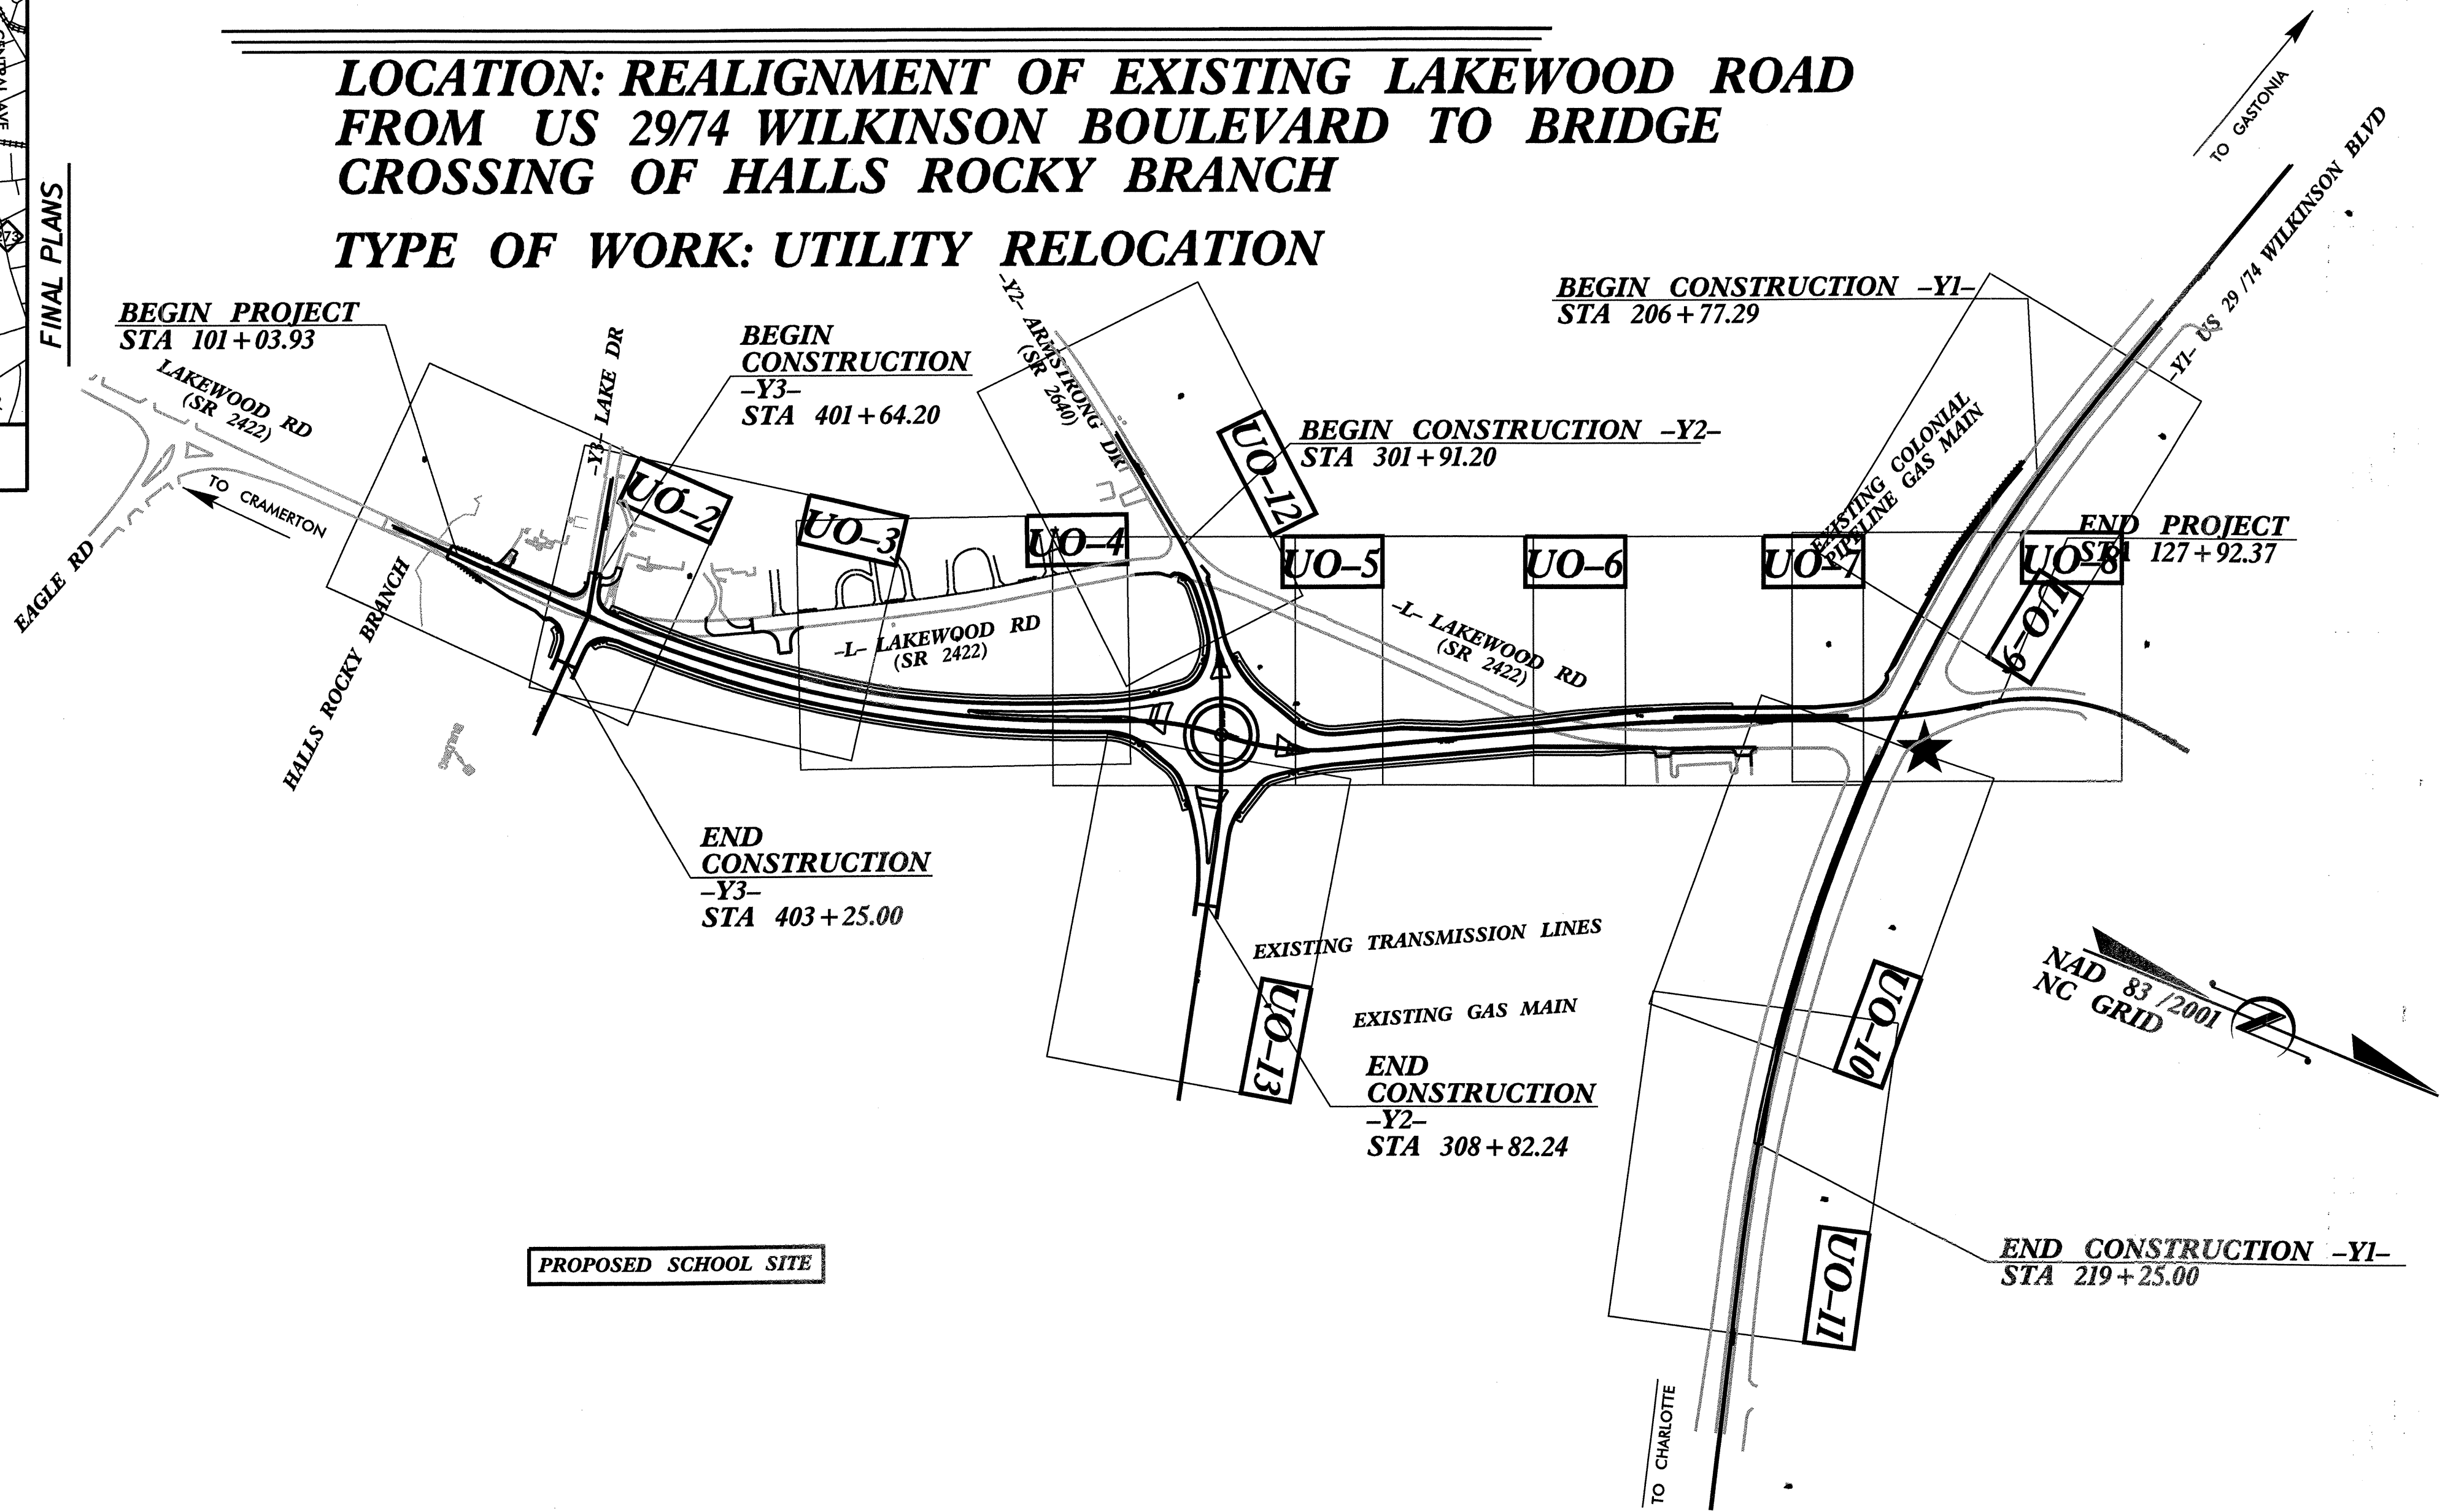 LOCATION: REALIGNMENT OF EXISTING LAKEWOOD ROAD
FROM US 29/74 WILKINSON BOULEVARD TO BRIDGE
CROSSING OF HALLS ROCKY BRANCH
TYPE OF WORK: UTILITY RELOCATION
FINAL PLANS
CENTRAL AVE
TO GASTONIA
-Y1- US 29 /74 WILKINSON BLVD
BEGIN PROJECT
STA 101+03.93
LAKEWOOD RD
(SR 2422)
TO CRAMERTON
EAGLE RD
HALLS ROCKY BRANCH
-Y3- LAKE DR
BEGIN
CONSTRUCTION
-Y3-
STA 401+64.20
-Y2- ARMSTRONG DR
(SR 2640)
BEGIN CONSTRUCTION -Y2-
STA 301+91.20
BEGIN CONSTRUCTION -Y1-
STA 206+77.29
EXISTING COLONIAL
PIPELINE GAS MAIN
END PROJECT
STA 127+92.37
UO-2
UO-3
UO-4
UO-12
UO-5
UO-6
UO-7
UO-8
UO-9
-L- LAKEWOOD RD
(SR 2422)
-L- LAKEWOOD RD
(SR 2422)
BUILDING
END
CONSTRUCTION
-Y3-
STA 403+25.00
EXISTING TRANSMISSION LINES
EXISTING GAS MAIN
UO-13
END
CONSTRUCTION
-Y2-
STA 308+82.24
UO-10
NAD 83 /2001
NC GRID
UO-11
END CONSTRUCTION -Y1-
STA 219+25.00
PROPOSED SCHOOL SITE
TO CHARLOTTE